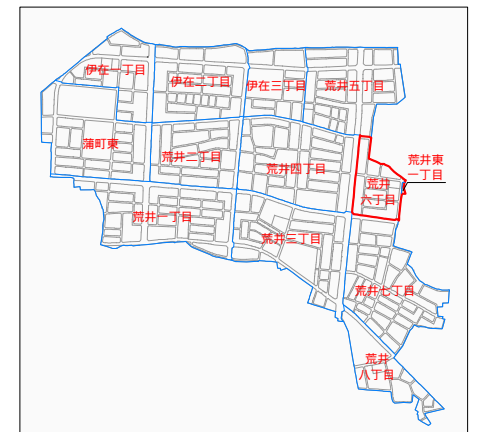 伊在一丁目
伊在二丁目
伊在三丁目
荒井五丁目
蒲町東
荒井二丁目
荒井四丁目
荒井東
一丁目
荒井
六丁目
荒井一丁目
荒井三丁目
荒井七丁目
荒井
八丁目